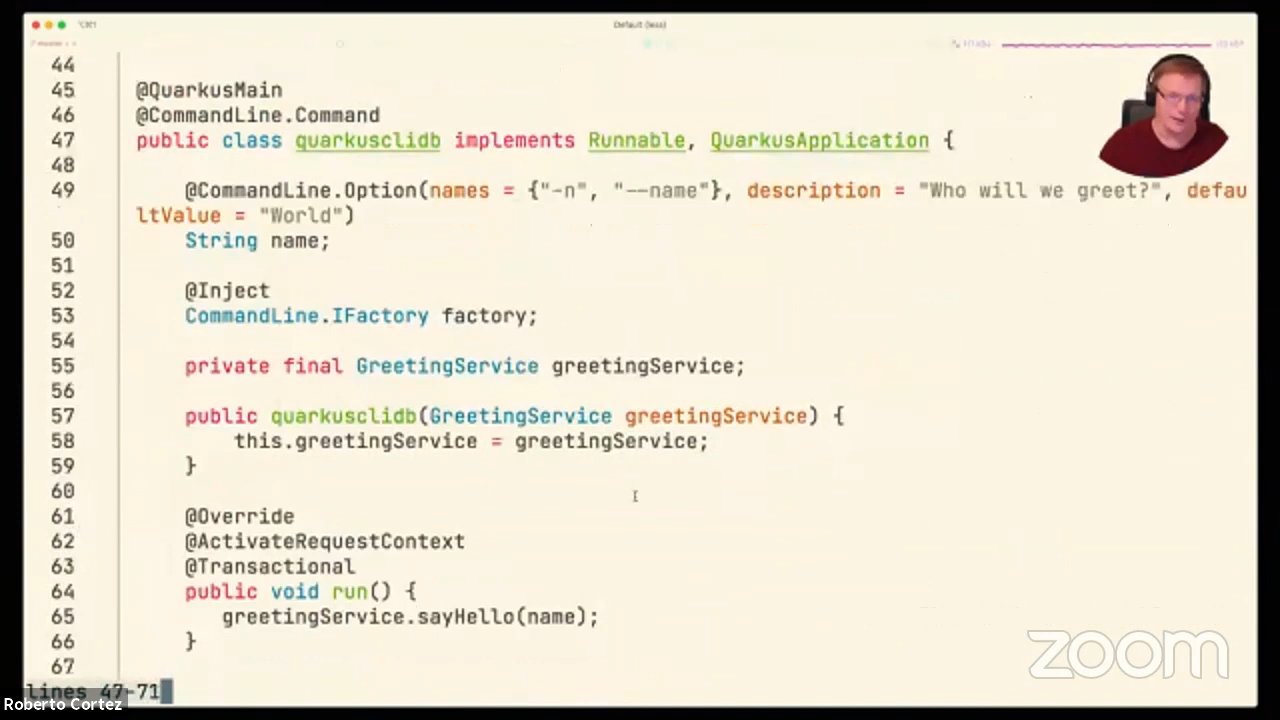 Default (less)
44
45 @QuarkusMain
46 @CommandLine.Command
47 public class quarkusclidb implements Runnable, QuarkusApplication {
48
49 @CommandLine.Option(names = {"-n", "--name"}, description = "Who will we greet?", defau
ltValue = "World")
50 String name;
51
52 @Inject
53 CommandLine.IFactory factory;
54
55 private final GreetingService greetingService;
56
57 public quarkusclidb(GreetingService greetingService) {
58 this.greetingService = greetingService;
59 }
60
61 @Override
62 @ActivateRequestContext
63 @Transactional
64 public void run() {
65 greetingService.sayHello(name);
66 }
67
lines 47-71
zoom
Roberto Cortez